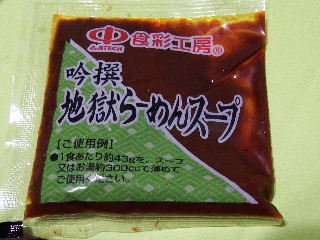 食彩工房®
A.RTECH
吟撰
地獄らーめんスープ
【ご使用例】
●1食あたり約43gを、スープ
又はお湯約300ccで薄めて
ご使用ください。